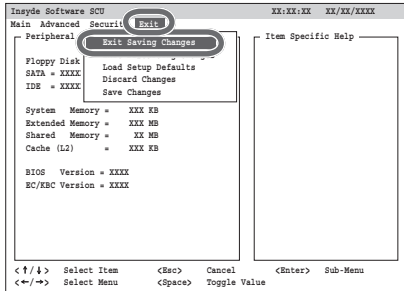 Insyde Software SCU XX:XX:XX XX/XX/XXXX
Main Advanced Exit
Peripheral Item Specific Help
Exit Saving Changes
Floppy Disk
Load Setup Defaults
SATA = XXXX
Discard Changes
IDE = XXXX
Save Changes
System Memory = XXX KB
Extended Memory = XXX KB
Shared Memory = XX MB
Cache (L2) = XXX KB
BIOS Version = XXXX
EC/KBC Version = XXXX
<↑/↓> Select Item <Esc> Cancel <Enter> Sub-Menu
<←/→> Select Menu <Space> Toggle Value